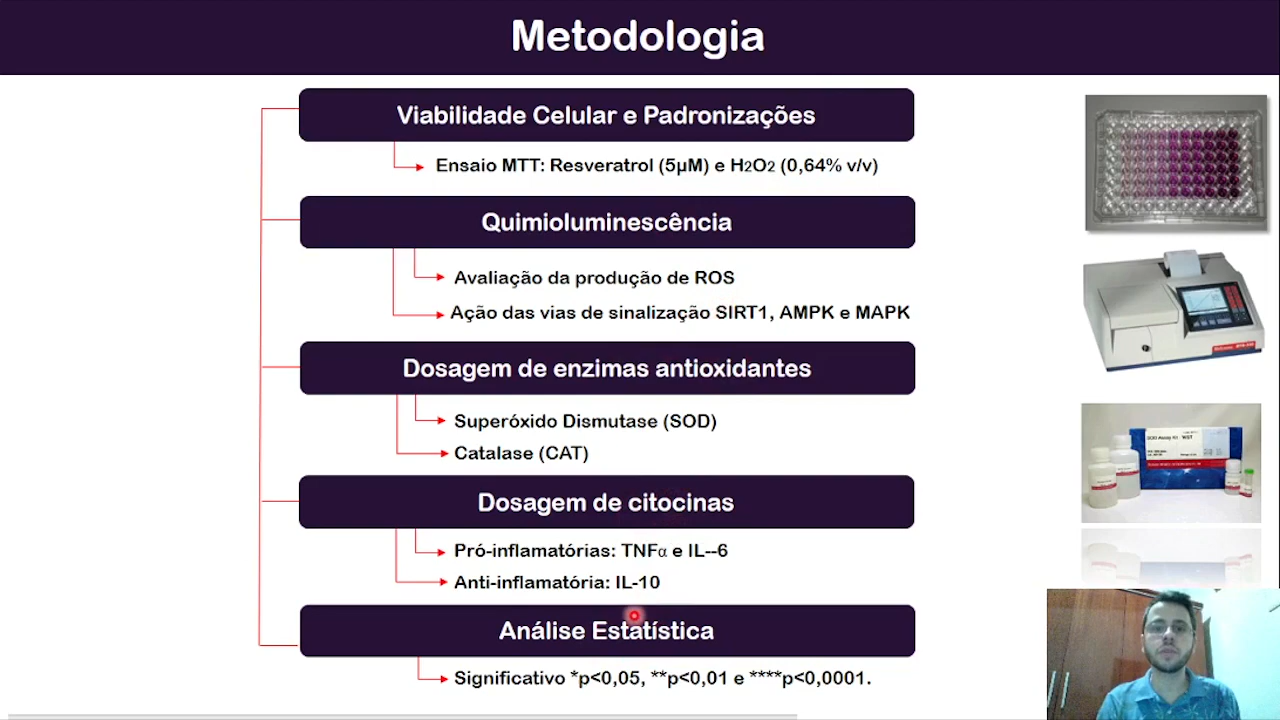 Metodologia
Viabilidade Celular e Padronizações
Ensaio MTT: Resveratrol (5µM) e H2O2 (0,64% v/v)
Quimioluminescência
Avaliação da produção de ROS
Ação das vias de sinalização SIRT1, AMPK e MAPK
Dosagem de enzimas antioxidantes
Superóxido Dismutase (SOD)
Catalase (CAT)
Dosagem de citocinas
Pró-inflamatórias: TNFα e IL--6
Anti-inflamatória: IL-10
Análise Estatística
Significativo *p<0,05, **p<0,01 e ****p<0,0001.